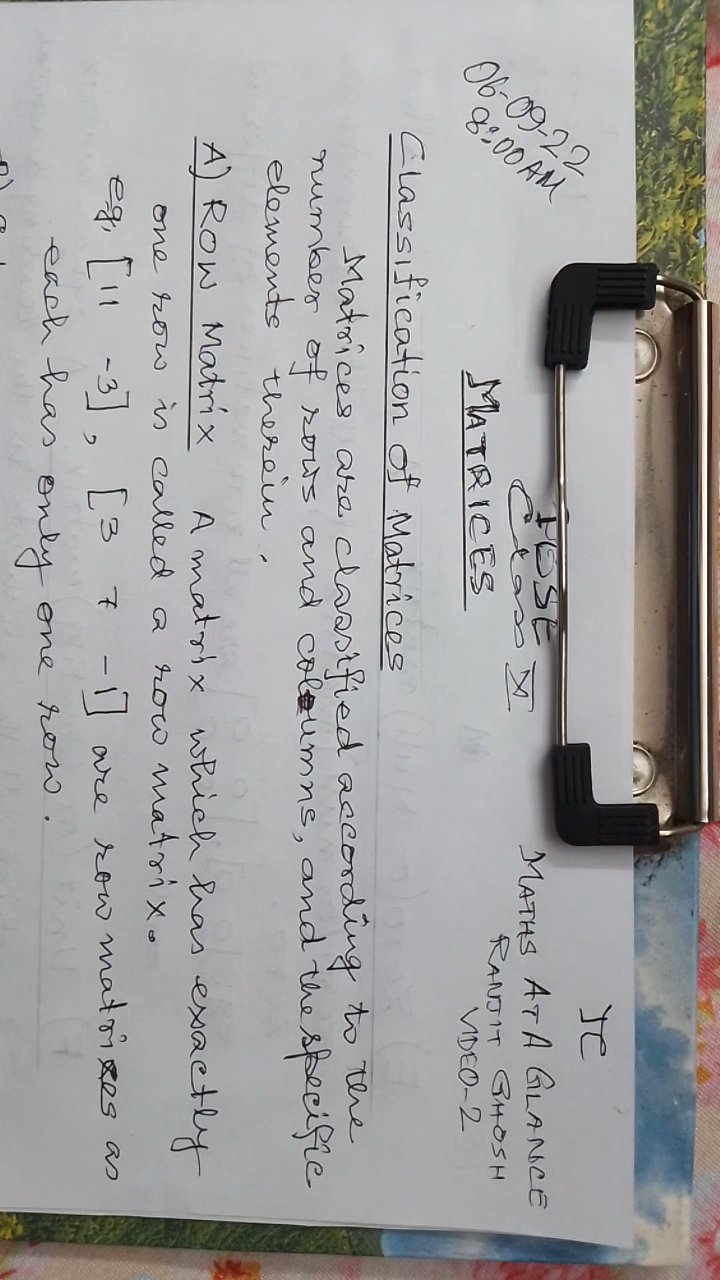 06-09-22
8:00 AM
YC
MATHS AT A GLANCE
RANJIT GHOSH
VIDEO-2
Class XI
MATRICES
Classification of Matrices
Matrices are classified according to the
number of rows and columns, and the specific
elements therein.
A) ROW Matrix A matrix which has exactly
one row is called a row matrix.
eg, [11 -3], [3 7 -1] are row matrixes as
each has only one row.